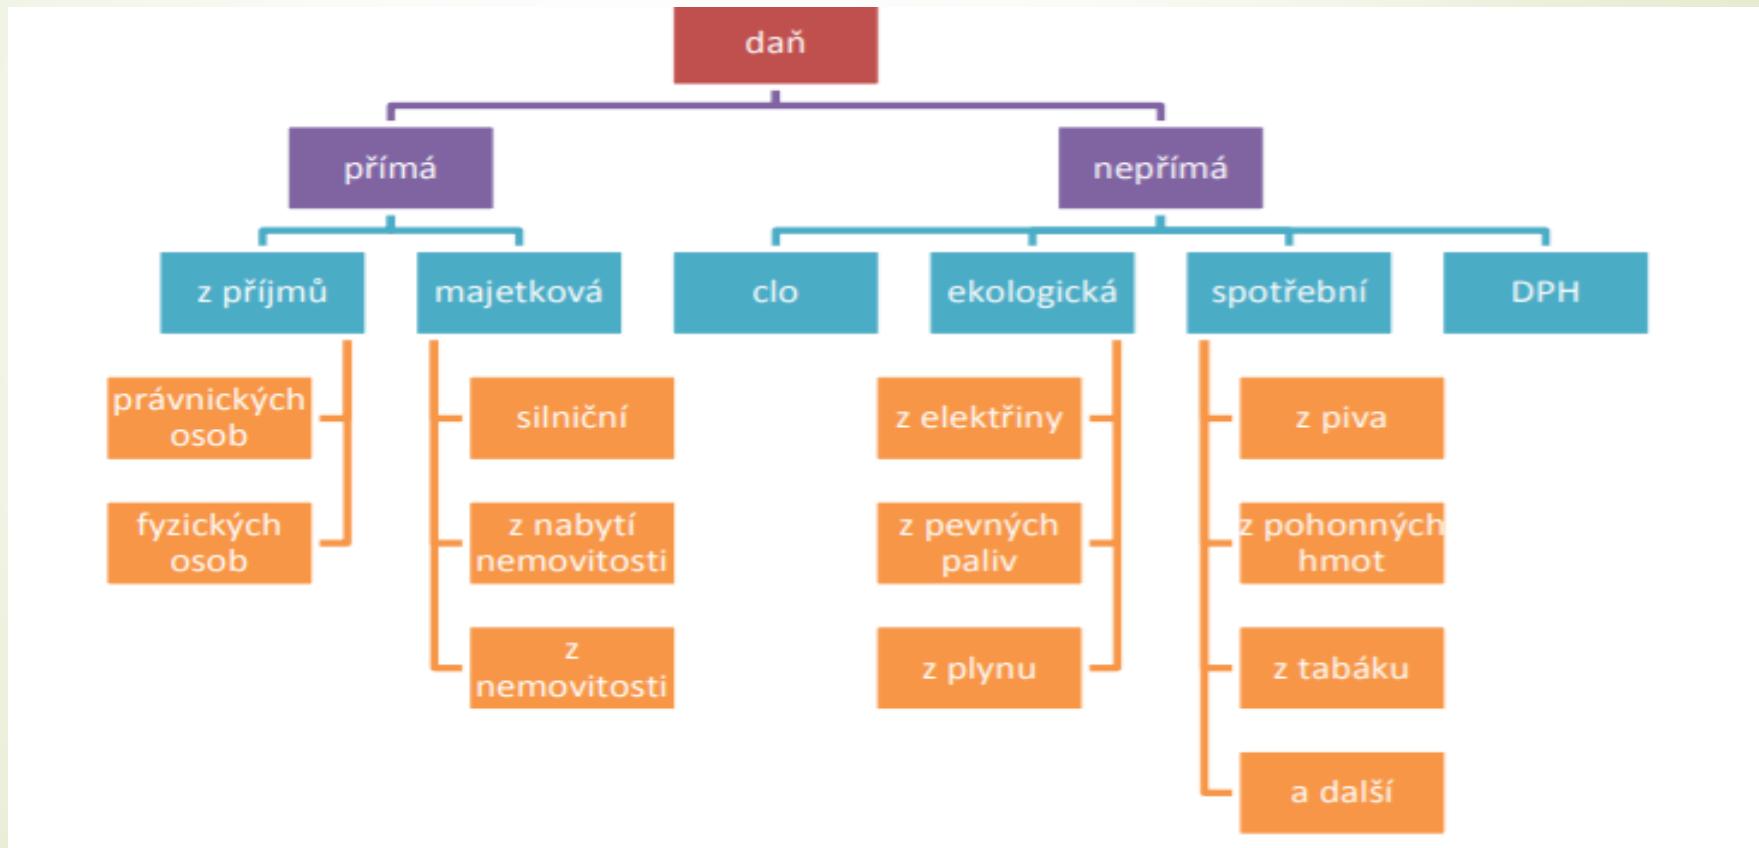 daň
přímá
nepřímá
z příjmů
majetková
clo
ekologická
spotřební
DPH
právnických
osob
silniční
z elektřiny
z piva
fyzických
osob
z nabytí
nemovitosti
z pevných
paliv
z pohonných
hmot
z
nemovitosti
z plynu
z tabáku
a další